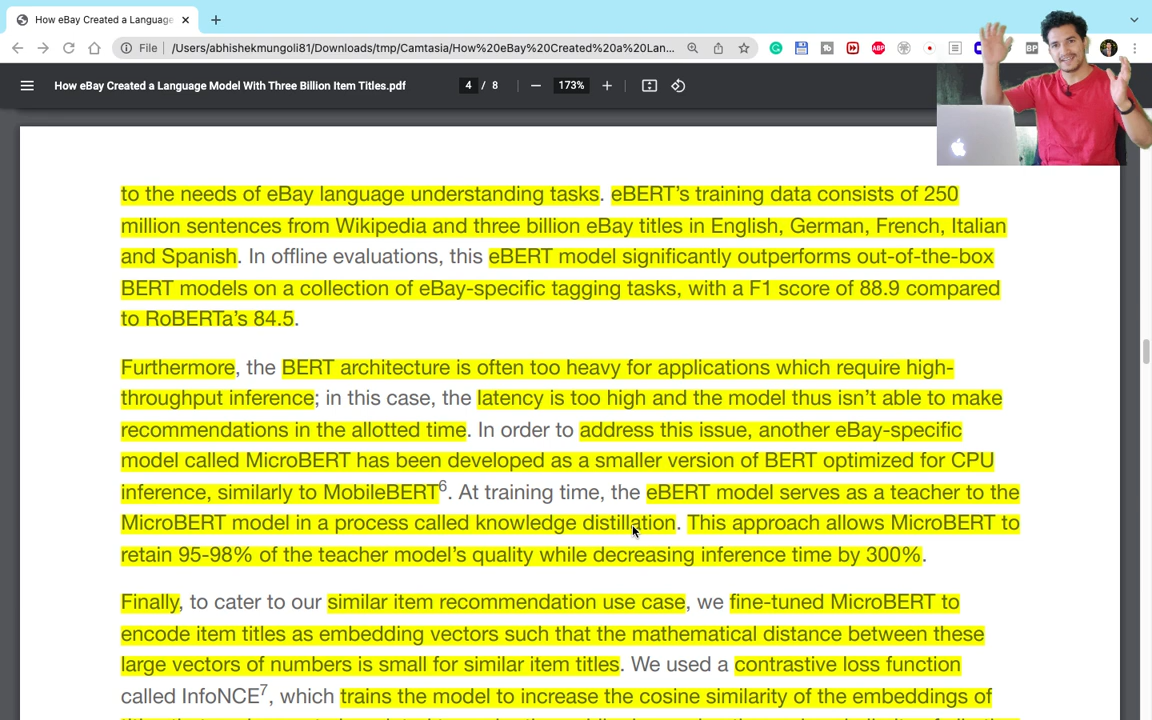 How eBay Created a Language
File
/Users/abhishekmungoli81/Downloads/tmp/Camtasia/How%20eBay%20Created%20a%20Lan...
ABP
BP
How eBay Created a Language Model With Three Billion Item Titles.pdf
4 / 8
173%
to the needs of eBay language understanding tasks. eBERT’s training data consists of 250
million sentences from Wikipedia and three billion eBay titles in English, German, French, Italian
and Spanish. In offline evaluations, this eBERT model significantly outperforms out-of-the-box
BERT models on a collection of eBay-specific tagging tasks, with a F1 score of 88.9 compared
to RoBERTa’s 84.5.
Furthermore, the BERT architecture is often too heavy for applications which require high-
throughput inference; in this case, the latency is too high and the model thus isn’t able to make
recommendations in the allotted time. In order to address this issue, another eBay-specific
model called MicroBERT has been developed as a smaller version of BERT optimized for CPU
inference, similarly to MobileBERT6. At training time, the eBERT model serves as a teacher to the
MicroBERT model in a process called knowledge distillation. This approach allows MicroBERT to
retain 95-98% of the teacher model’s quality while decreasing inference time by 300%.
Finally, to cater to our similar item recommendation use case, we fine-tuned MicroBERT to
encode item titles as embedding vectors such that the mathematical distance between these
large vectors of numbers is small for similar item titles. We used a contrastive loss function
called InfoNCE7, which trains the model to increase the cosine similarity of the embeddings of